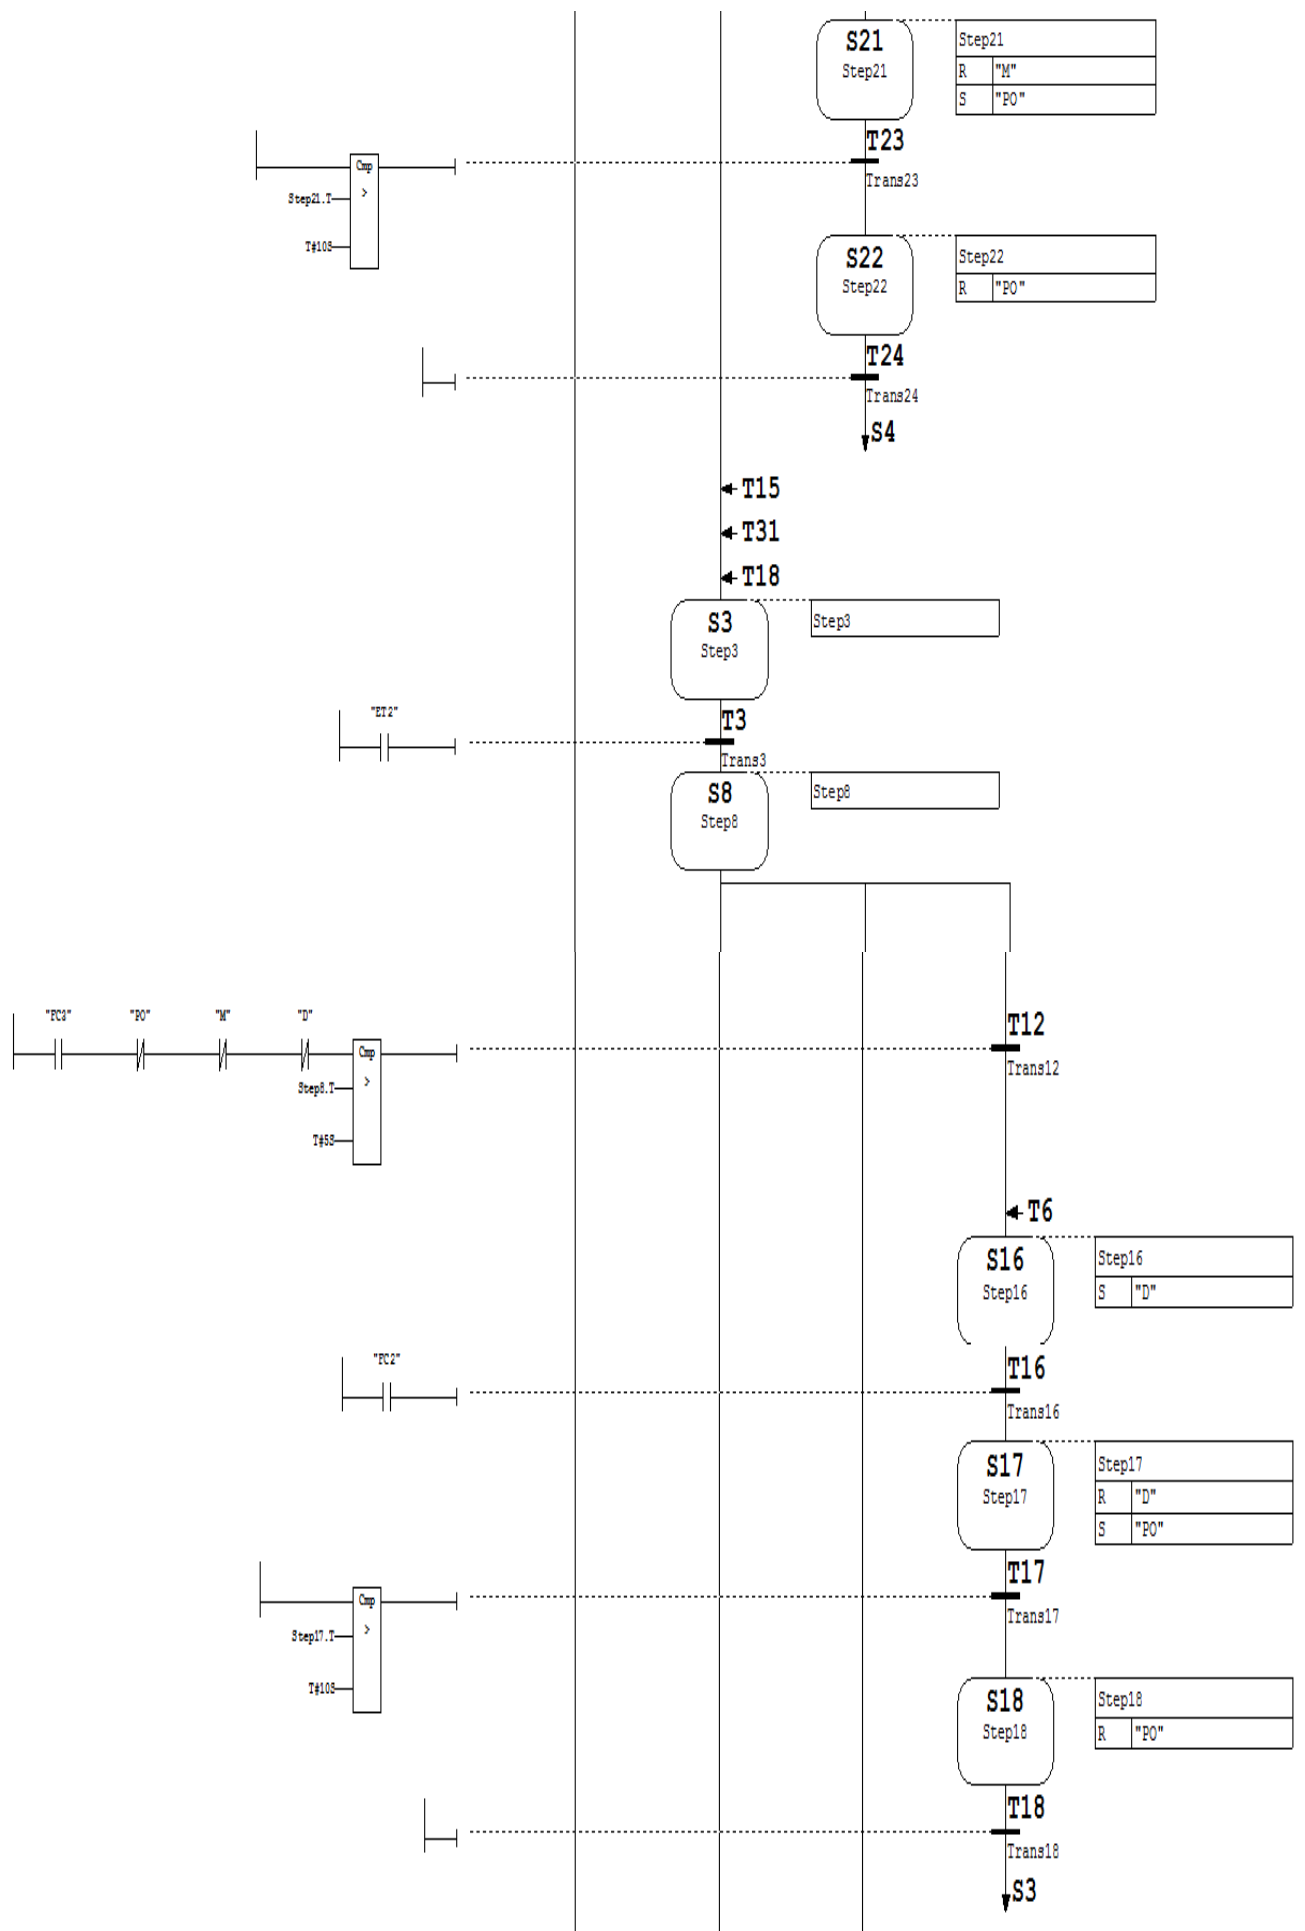 S21
Step21
Step21
R "M"
S "PO"
T23
Trans23
Cmp
>
Step21.T
T#10S
S22
Step22
Step22
R "PO"
T24
Trans24
S4
T15
T31
T18
S3
Step3
Step3
"ET2"
T3
Trans3
S8
Step8
Step8
"FC3" "PO" "M" "D"
T12
Trans12
Cmp
>
Step8.T
T#5S
T6
S16
Step16
Step16
S "D"
"FC2"
T16
Trans16
S17
Step17
Step17
R "D"
S "PO"
T17
Trans17
Cmp
>
Step17.T
T#10S
S18
Step18
Step18
R "PO"
T18
Trans18
S3